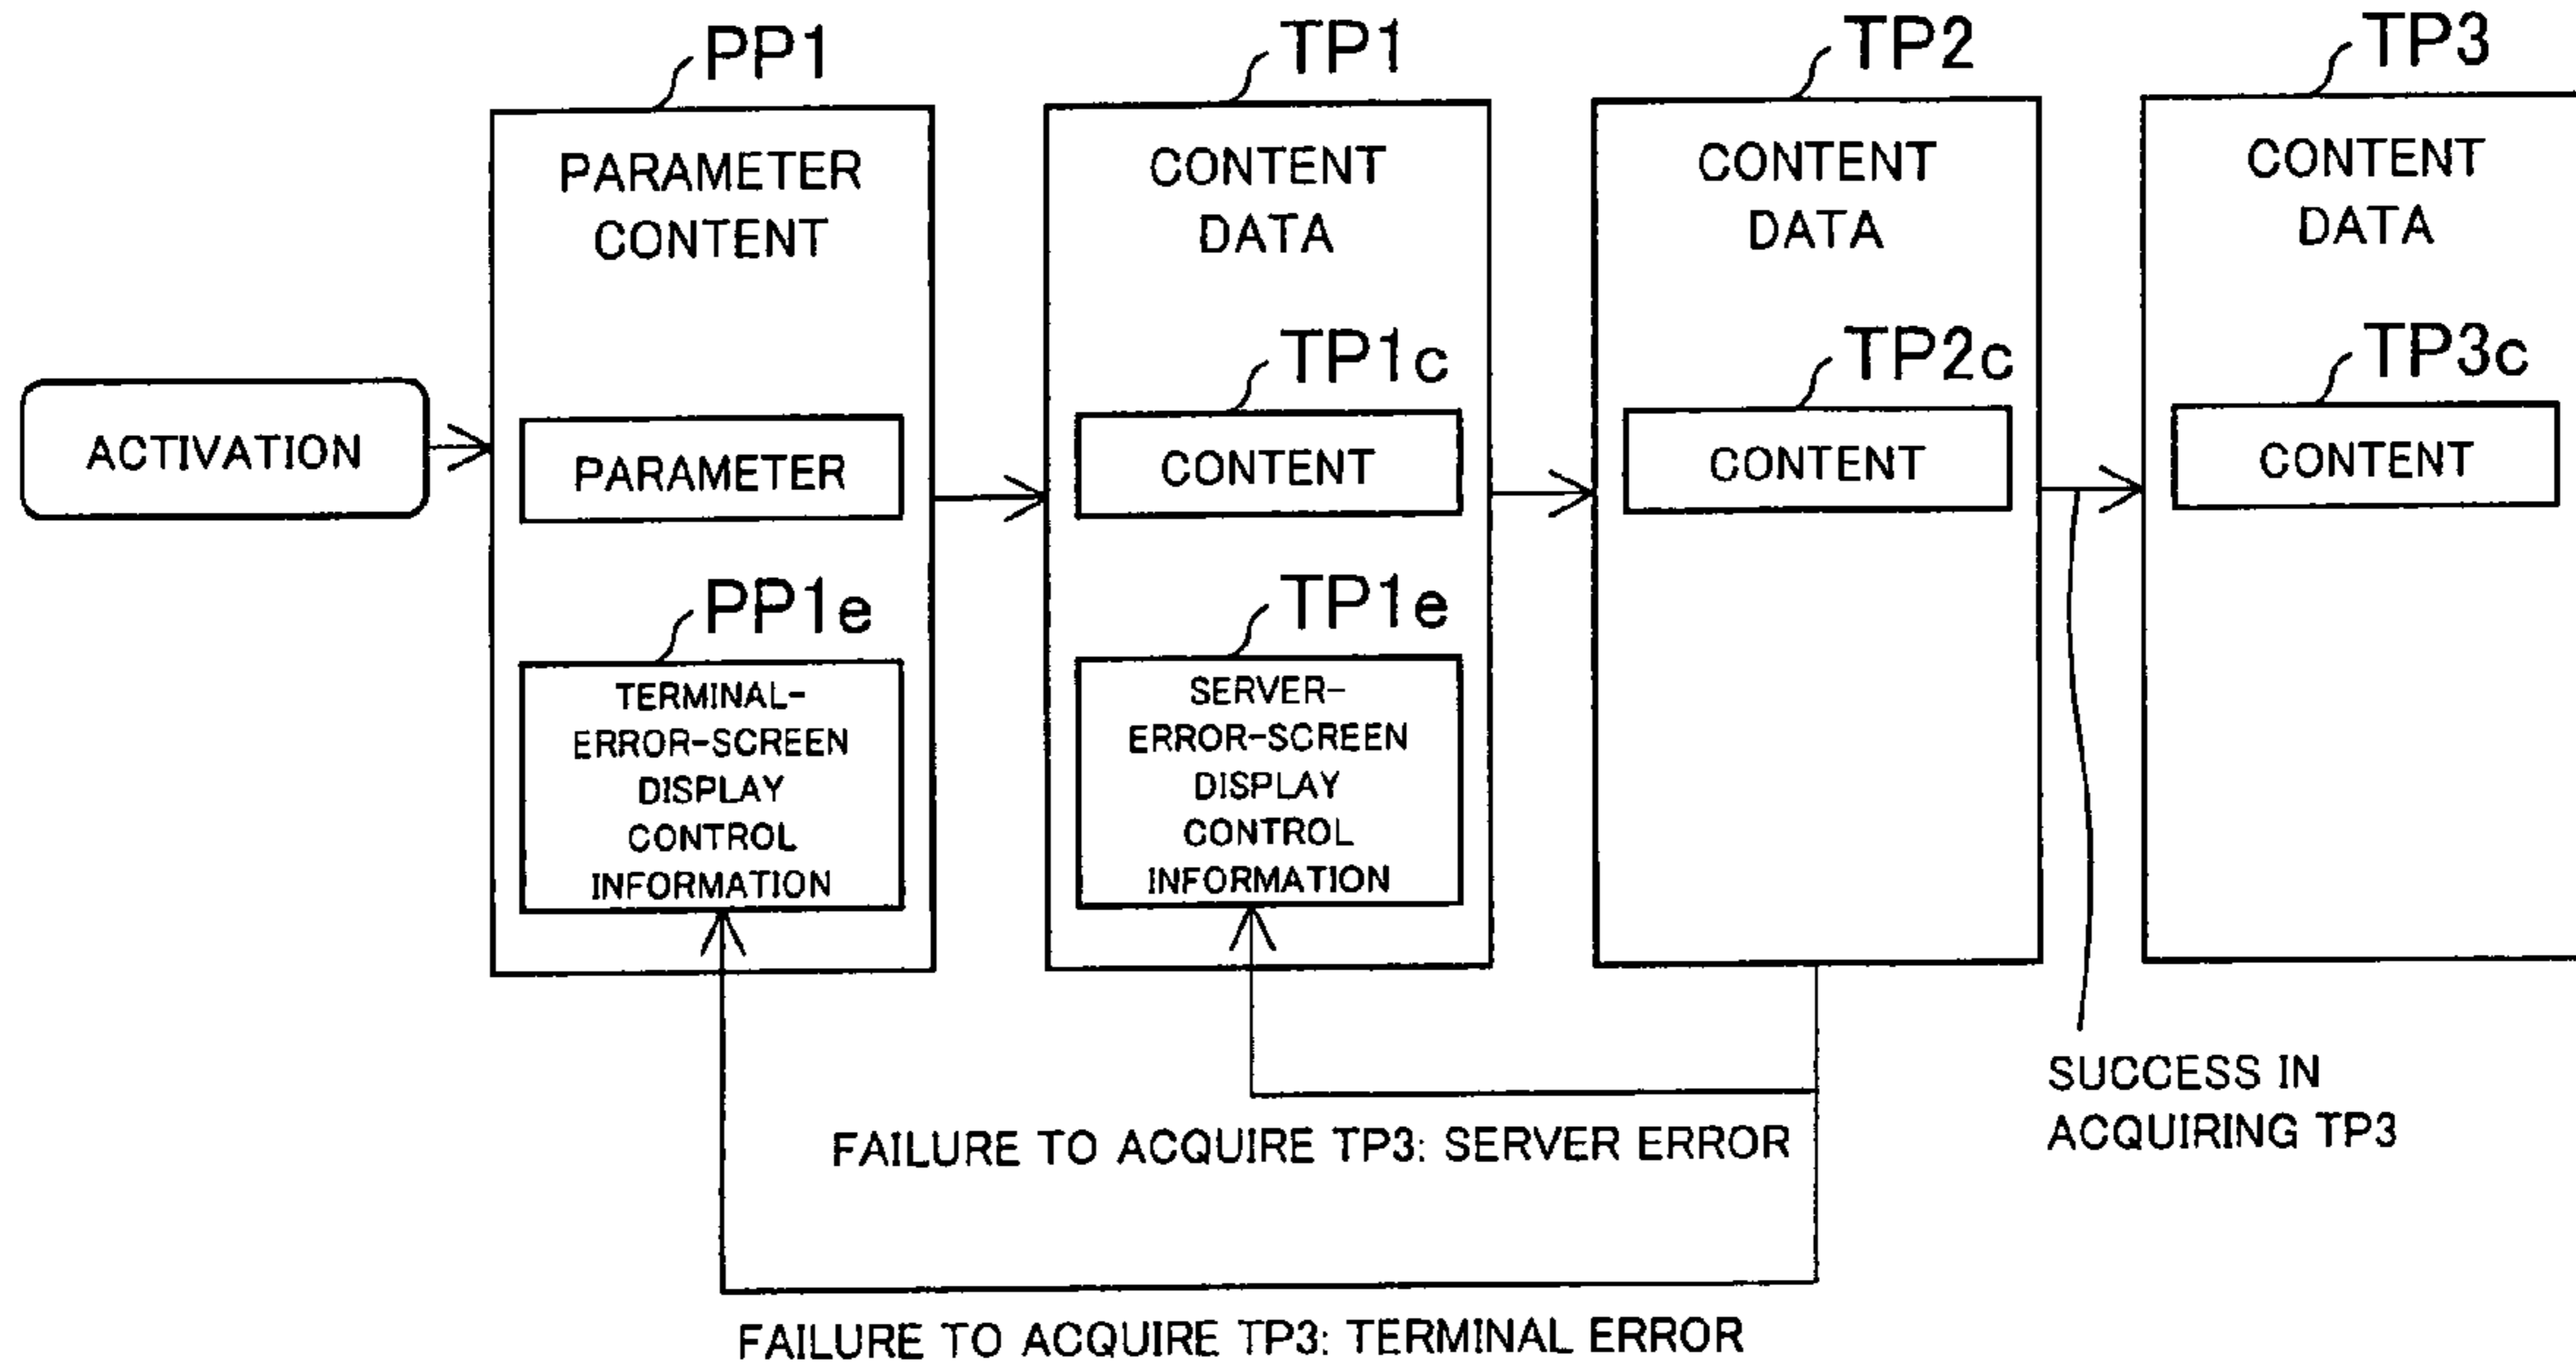 PP1
TP1
TP2
TP3
PARAMETER
CONTENT
CONTENT
DATA
CONTENT
DATA
CONTENT
DATA
TP1c
TP2c
TP3c
ACTIVATION
PARAMETER
CONTENT
CONTENT
CONTENT
PP1e
TP1e
TERMINAL-
ERROR-SCREEN
DISPLAY
CONTROL
INFORMATION
SERVER-
ERROR-SCREEN
DISPLAY
CONTROL
INFORMATION
SUCCESS IN
ACQUIRING TP3
FAILURE TO ACQUIRE TP3: SERVER ERROR
FAILURE TO ACQUIRE TP3: TERMINAL ERROR